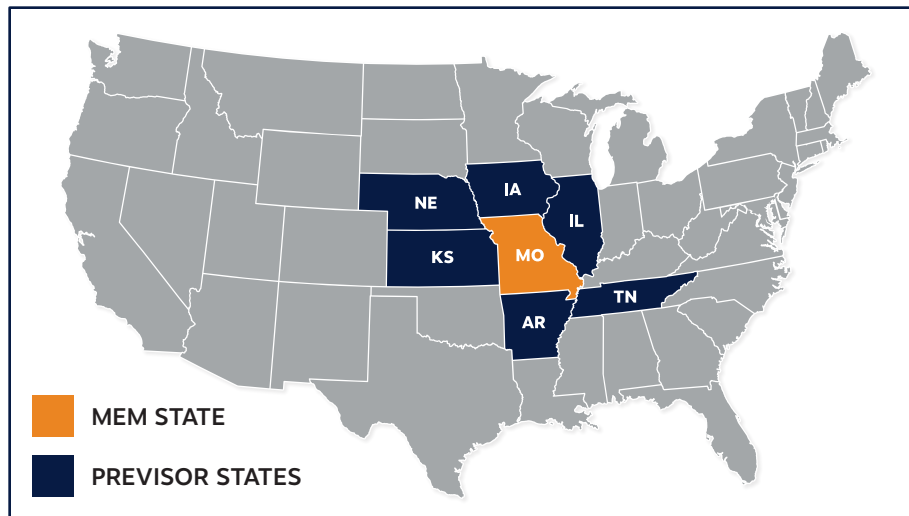 IA
NE
IL
KS
MO
TN
AR
MEM STATE
PREVISOR STATES